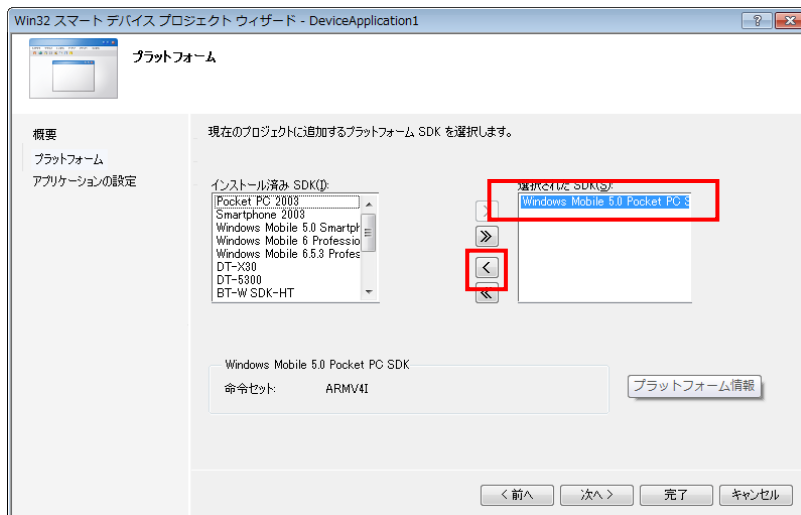 Win32 スマート デバイス プロジェクト ウィザード - DeviceApplication1
プラットフォーム
概要
プラットフォーム
アプリケーションの設定
現在のプロジェクトに追加するプラットフォーム SDK を選択します。
インストール済み SDK(I):
Pocket PC 2003
Smartphone 2003
Windows Mobile 5.0 Smartph
Windows Mobile 6 Professio
Windows Mobile 6.5.3 Profes
DT-X30
DT-5300
BT-W SDK-HT
選択された SDK(S):
Windows Mobile 5.0 Pocket PC S
Windows Mobile 5.0 Pocket PC SDK
命令セット: ARMV4I
プラットフォーム情報
< 前へ 次へ > 完了 キャンセル